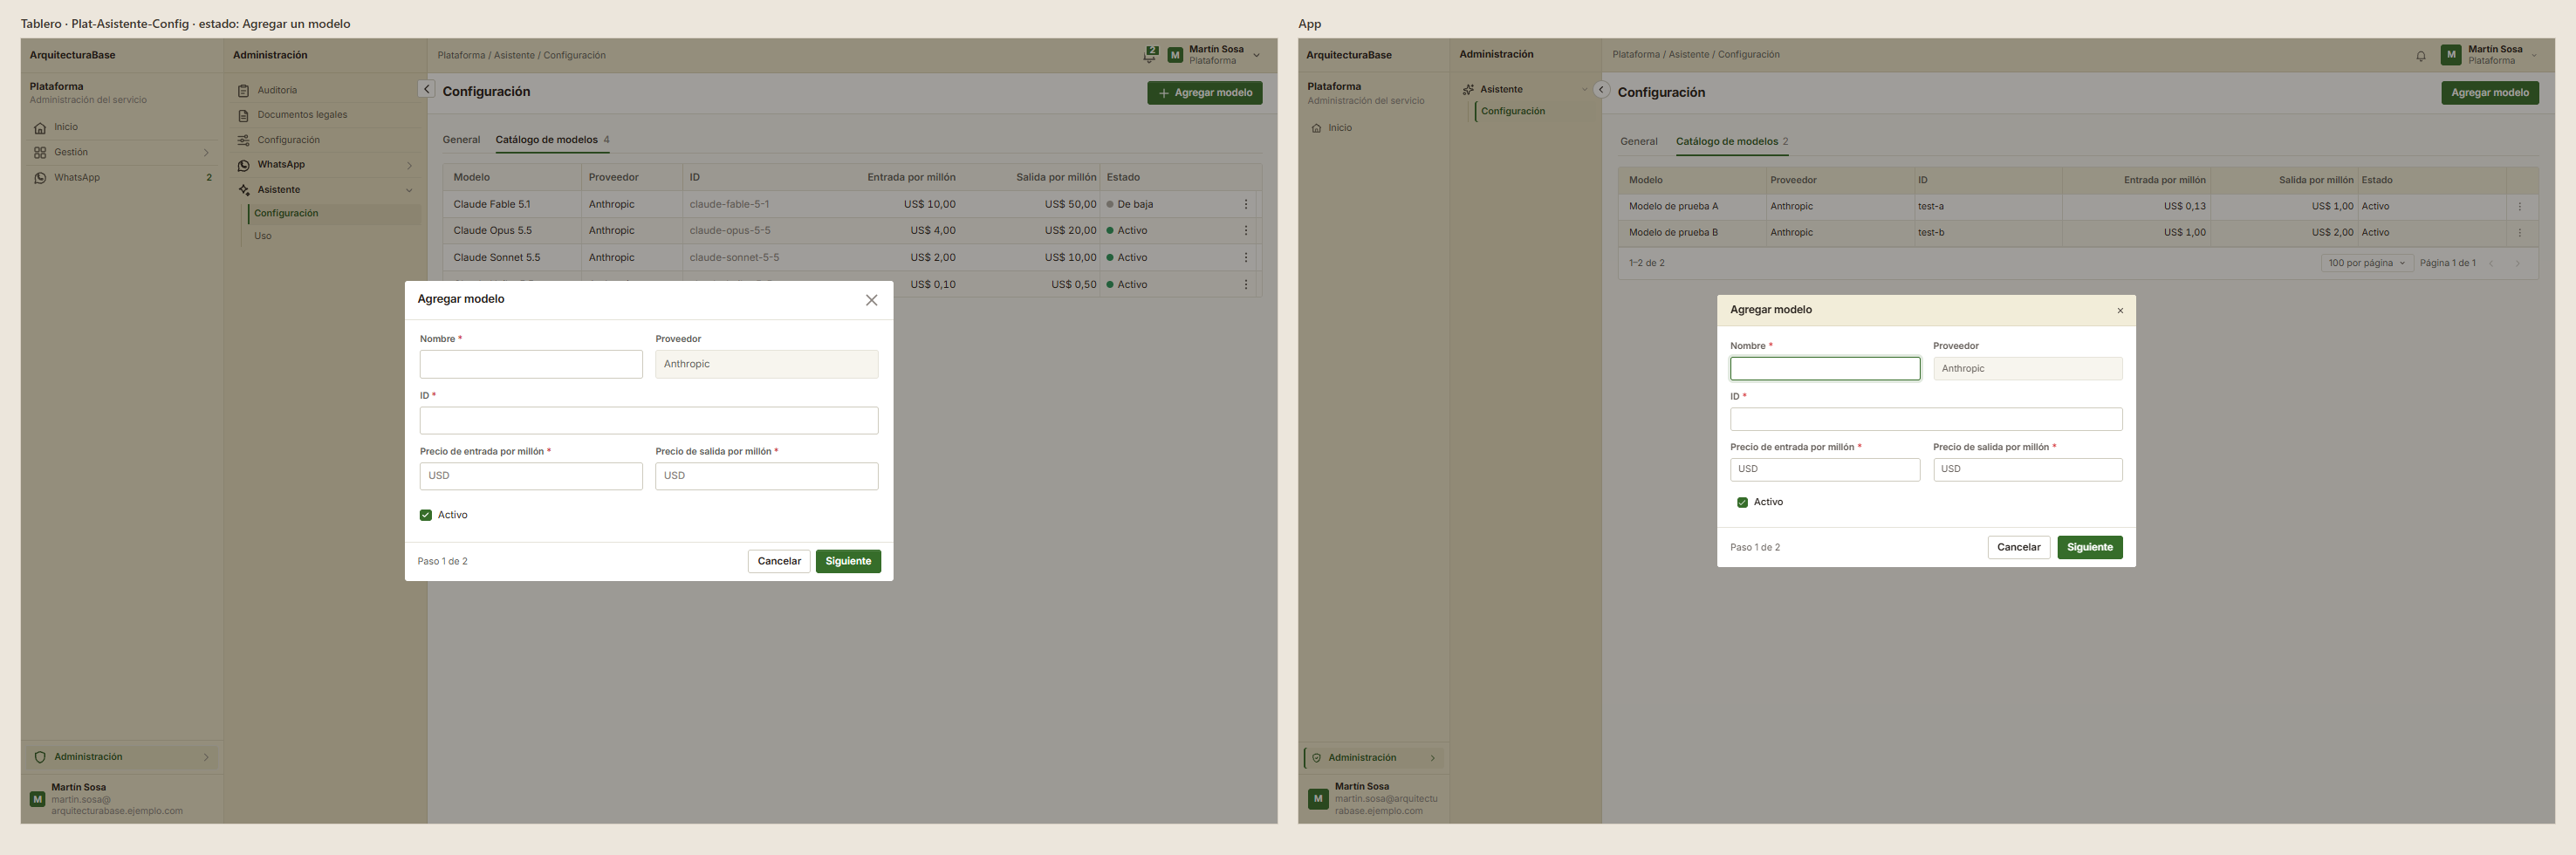 Tablero · Plat-Asistente-Config · estado: Agregar un modelo
ArquitecturaBase
Plataforma
Administración del servicio
Inicio
Gestión
WhatsApp 2
Administración
Martín Sosa
martin.sosa@
arquitecturabase.ejemplo.com
Administración
Auditoria
Documentos legales
Configuración
WhatsApp
Asistente
Configuración
Uso
Plataforma / Asistente / Configuración
2
M
Martín Sosa
Plataforma
Configuración
+ Agregar modelo
General
Catálogo de modelos 4
Modelo Proveedor ID Entrada por millón Salida por millón Estado
Claude Fable 5.1 Anthropic claude-fable-5-1 US$ 10,00 US$ 50,00 De baja
Claude Opus 5.5 Anthropic claude-opus-5-5 US$ 4,00 US$ 20,00 Activo
Claude Sonnet 5.5 Anthropic claude-sonnet-5-5 US$ 2,00 US$ 10,00 Activo
US$ 0,10 US$ 0,50 Activo
Agregar modelo
Nombre *
Proveedor
Anthropic
ID *
Precio de entrada por millón *
Precio de salida por millón *
USD
USD
Activo
Paso 1 de 2
Cancelar
Siguiente
M
App
ArquitecturaBase
Plataforma
Administración del servicio
Inicio
Administración
M
Martín Sosa
martin.sosa@arquitectu
rabase.ejemplo.com
Administración
Asistente
Configuración
Plataforma / Asistente / Configuración
M
Martín Sosa
Plataforma
Configuración
Agregar modelo
General
Catálogo de modelos 2
Modelo Proveedor ID Entrada por millón Salida por millón Estado
Modelo de prueba A Anthropic test-a US$ 0,13 US$ 1,00 Activo
Modelo de prueba B Anthropic test-b US$ 1,00 US$ 2,00 Activo
1–2 de 2
100 por página
Página 1 de 1
Agregar modelo
Nombre *
Proveedor
Anthropic
ID *
Precio de entrada por millón *
Precio de salida por millón *
USD
USD
Activo
Paso 1 de 2
Cancelar
Siguiente